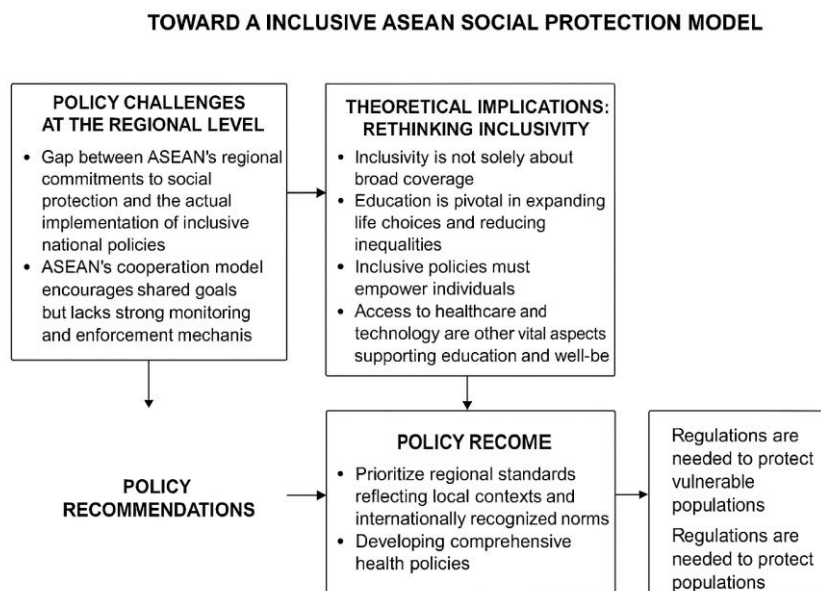 TOWARD A INCLUSIVE ASEAN SOCIAL PROTECTION MODEL
POLICY CHALLENGES
AT THE REGIONAL LEVEL
• Gap between ASEAN's regional
commitments to social
protection and the actual
implementation of inclusive
national policies
• ASEAN's cooperation model
encourages shared goals
but lacks strong monitoring
and enforcement mechanis
THEORETICAL IMPLICATIONS:
RETHINKING INCLUSIVITY
• Inclusivity is not solely about
broad coverage
• Education is pivotal in expanding
life choices and reducing
inequalities
• Inclusive policies must
empower individuals
• Access to healthcare and
technology are other vital aspects
supporting education and well-be
POLICY
RECOMMENDATIONS
POLICY RECOME
• Prioritize regional standards
reflecting local contexts and
internationally recognized norms
• Developing comprehensive
health policies
Regulations are
needed to protect
vulnerable
populations
Regulations are
needed to protect
populations